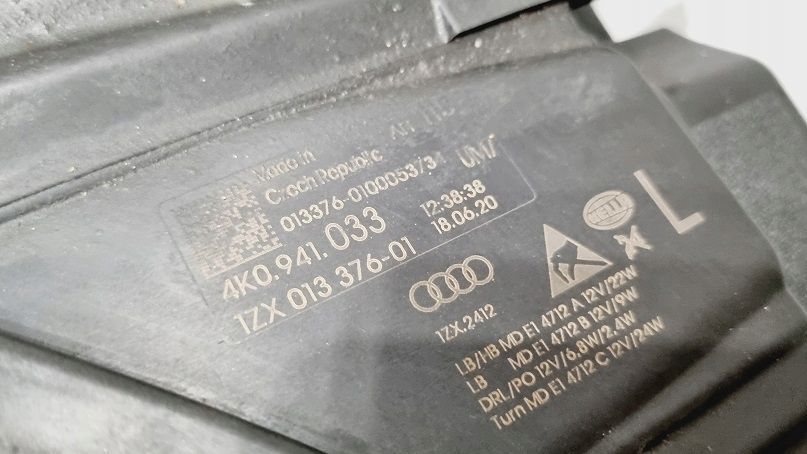 Made in
Czech Republic
013376-0100053731
4K0.941.033
12:38:38
18.06.20
1ZX 013 376-01
1ZX.2412
HELLA
L
LB/HB MD E1 4712 A 12V/22W
LB MD E1 4712 B 12V/9W
DRL/PO 12V/6.8W/2.4W
Turn MD E1 4712 C 12V/24W